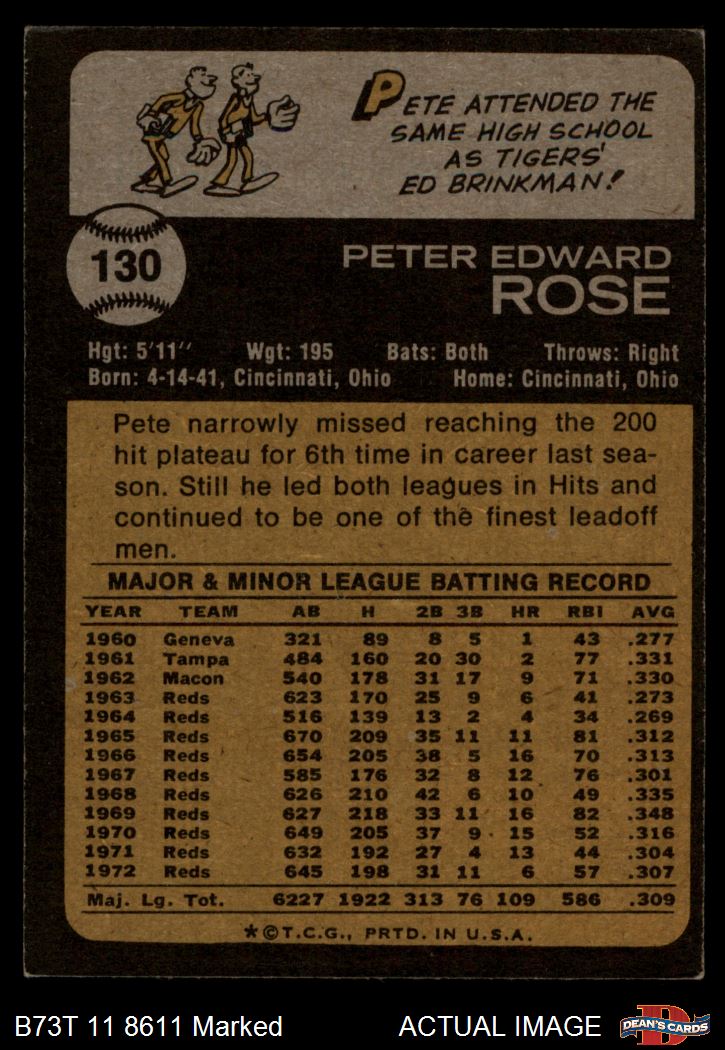 PETE ATTENDED THE
SAME HIGH SCHOOL
AS TIGERS'
ED BRINKMAN!
130
PETER EDWARD
ROSE
Hgt: 5'11" Wgt: 195 Bats: Both Throws: Right
Born: 4-14-41, Cincinnati, Ohio Home: Cincinnati, Ohio
Pete narrowly missed reaching the 200
hit plateau for 6th time in career last sea-
son. Still he led both leagues in Hits and
continued to be one of the finest leadoff
men.
MAJOR & MINOR LEAGUE BATTING RECORD
YEAR TEAM AB H 2B 3B HR RBI AVG
1960 Geneva 321 89 8 5 1 43 .277
1961 Tampa 484 160 20 30 2 77 .331
1962 Macon 540 178 31 17 9 71 .330
1963 Reds 623 170 25 9 6 41 .273
1964 Reds 516 139 13 2 4 34 .269
1965 Reds 670 209 35 11 11 81 .312
1966 Reds 654 205 38 5 16 70 .313
1967 Reds 585 176 32 8 12 76 .301
1968 Reds 626 210 42 6 10 49 .335
1969 Reds 627 218 33 11 16 82 .348
1970 Reds 649 205 37 9 15 52 .316
1971 Reds 632 192 27 4 13 44 .304
1972 Reds 645 198 31 11 6 57 .307
Maj. Lg. Tot. 6227 1922 313 76 109 586 .309
*©T.C.G., PRTD. IN U.S.A.
B73T 11 8611 Marked ACTUAL IMAGE
D
DEAN'S CARDS